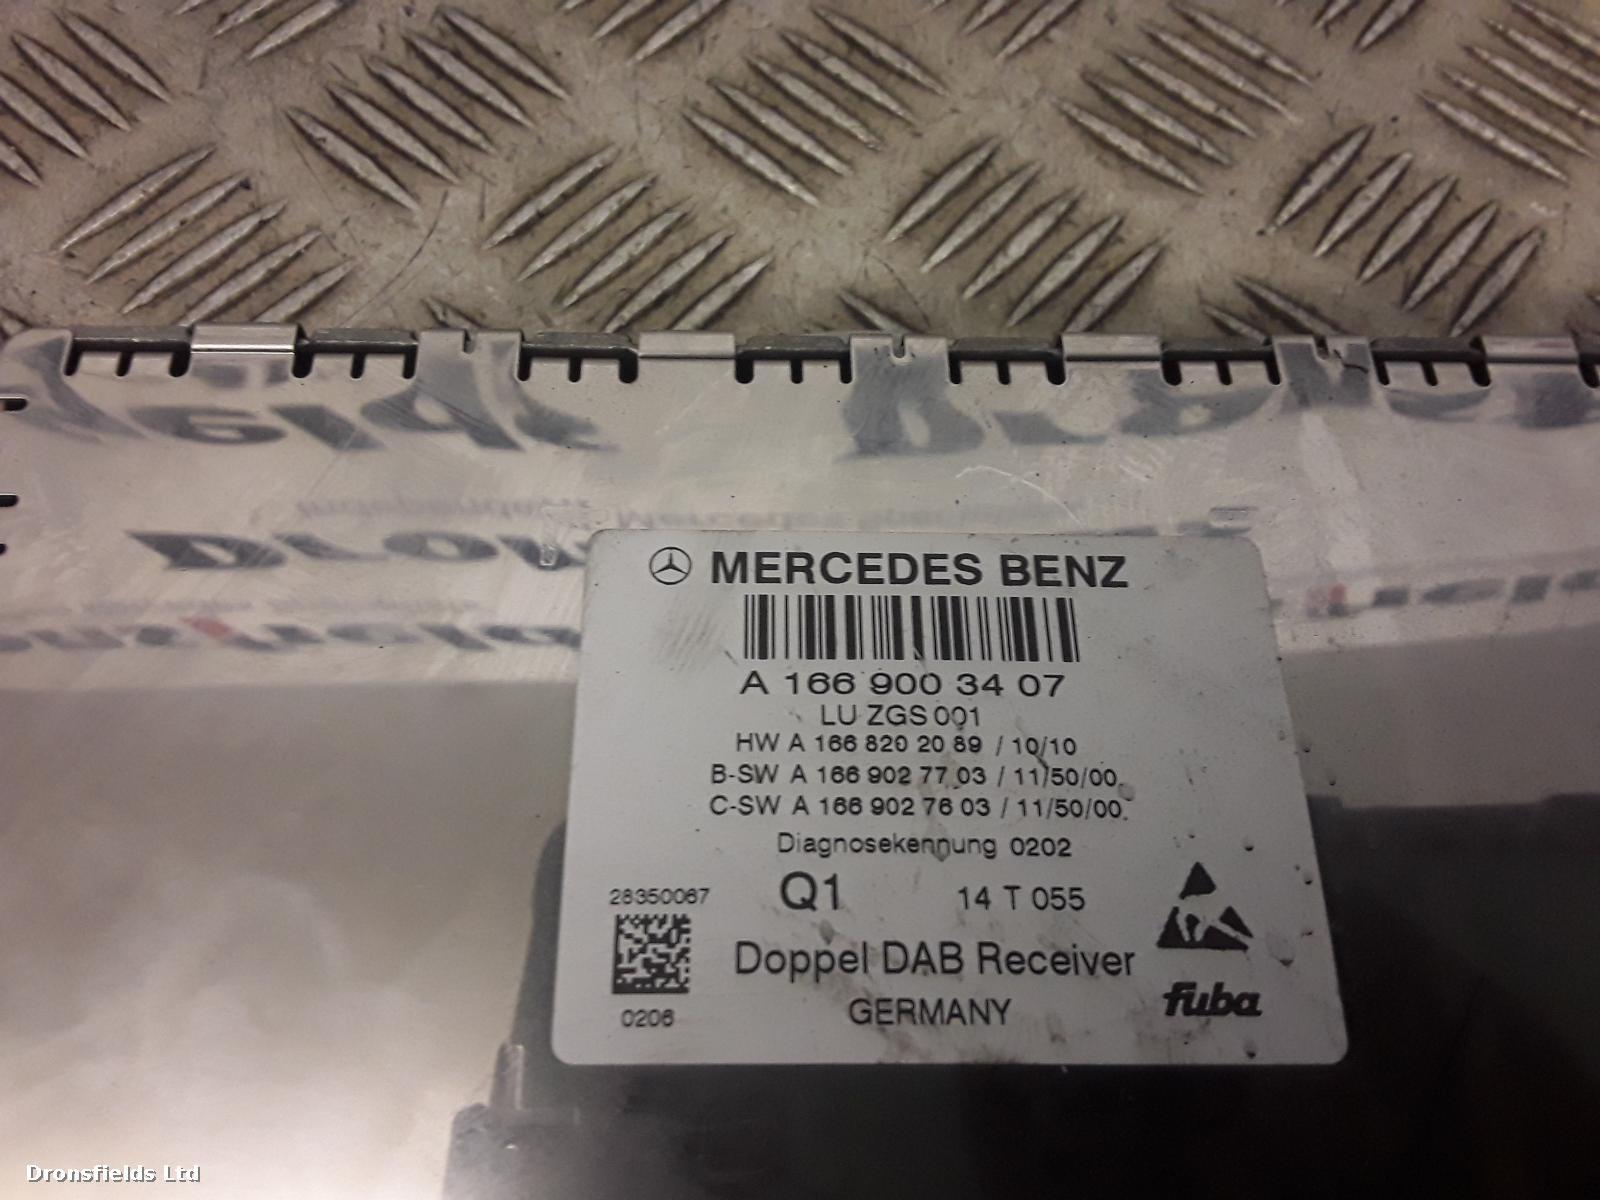 MERCEDES BENZ
A 166 900 34 07
LU ZGS 001
HW A 166 820 20 89 / 10/10
B-SW A 166 902 77 03 / 11/50/00
C-SW A 166 902 76 03 / 11/50/00
Diagnosekennung 0202
28350067 Q1 14 T 055
Doppel DAB Receiver
0206 GERMANY fuba
Dronsfields Ltd